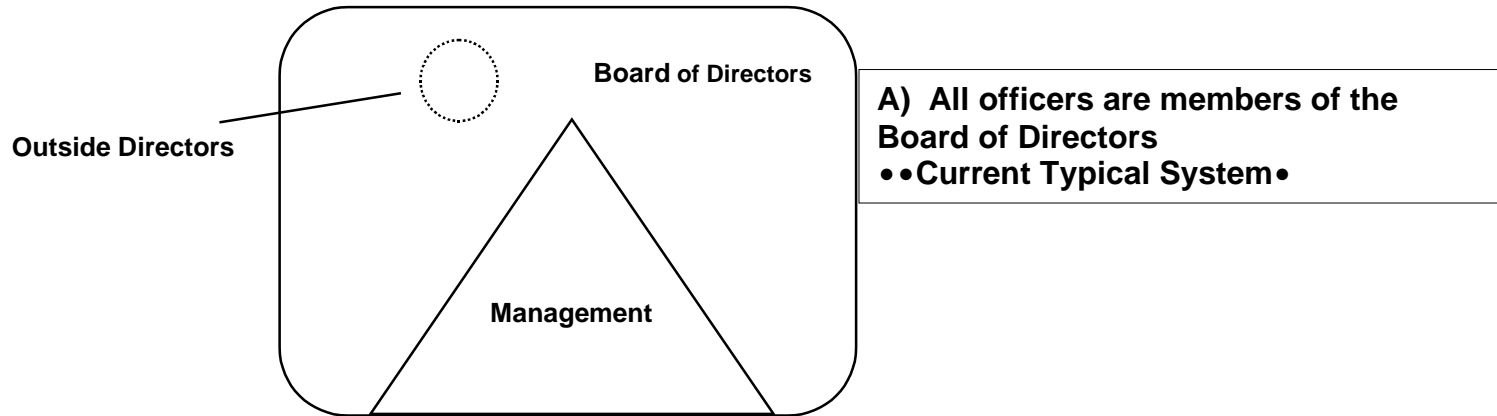 Board of Directors
Outside Directors
Management
A) All officers are members of the
Board of Directors
••Current Typical System•